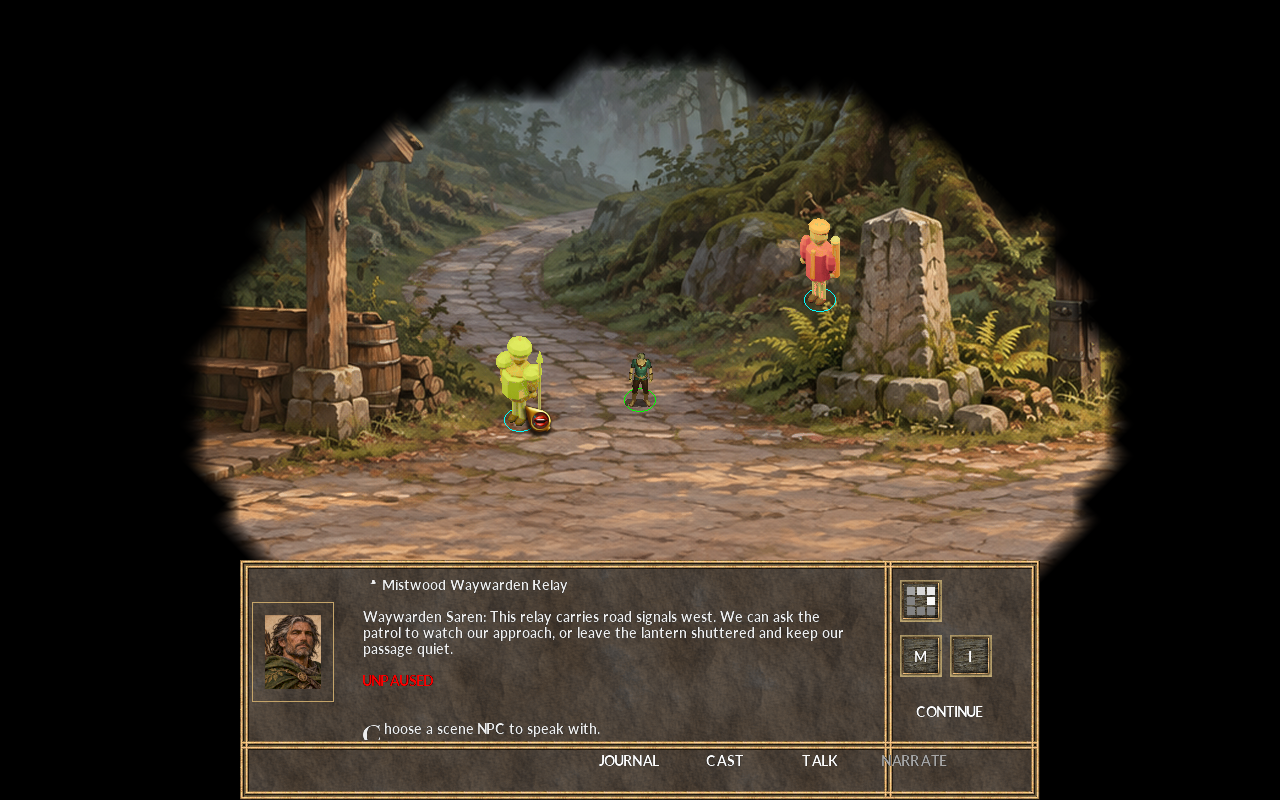 Mistwood Waywarden Relay
Waywarden Saren: This relay carries road signals west. We can ask the
patrol to watch our approach, or leave the lantern shuttered and keep our
passage quiet.
UNPAUSED
Choose a scene NPC to speak with.
M I
CONTINUE
JOURNAL CAST TALK NARRATE